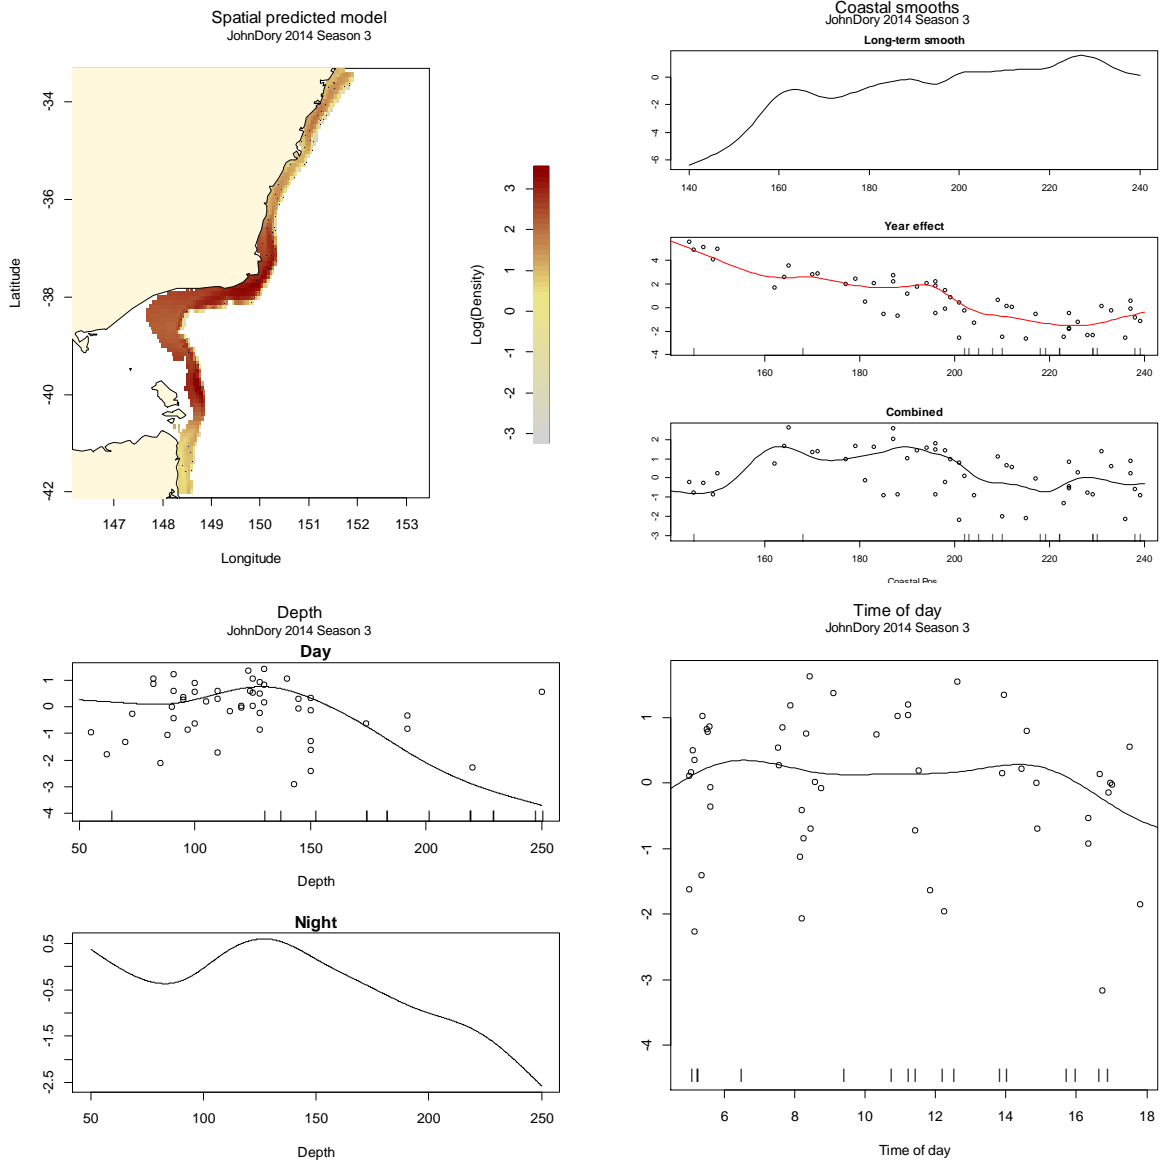 Spatial predicted model
JohnDory 2014 Season 3
Latitude
-34
-36
-38
-40
-42
147 148 149 150 151 152 153
Longitude
Log(Density)
3
2
1
0
-1
-2
-3
Coastal smooths
JohnDory 2014 Season 3
Long-term smooth
0
-2
-4
-6
140 160 180 200 220 240
Year effect
4
2
0
-2
-4
160 180 200 220 240
Combined
2
1
0
-1
-2
-3
160 180 200 220 240
Coastal Pos
Depth
JohnDory 2014 Season 3
Day
1
0
-1
-2
-3
-4
50 100 150 200 250
Depth
Night
0.5
-0.5
-1.5
-2.5
50 100 150 200 250
Depth
Time of day
JohnDory 2014 Season 3
1
0
-1
-2
-3
-4
6 8 10 12 14 16 18
Time of day